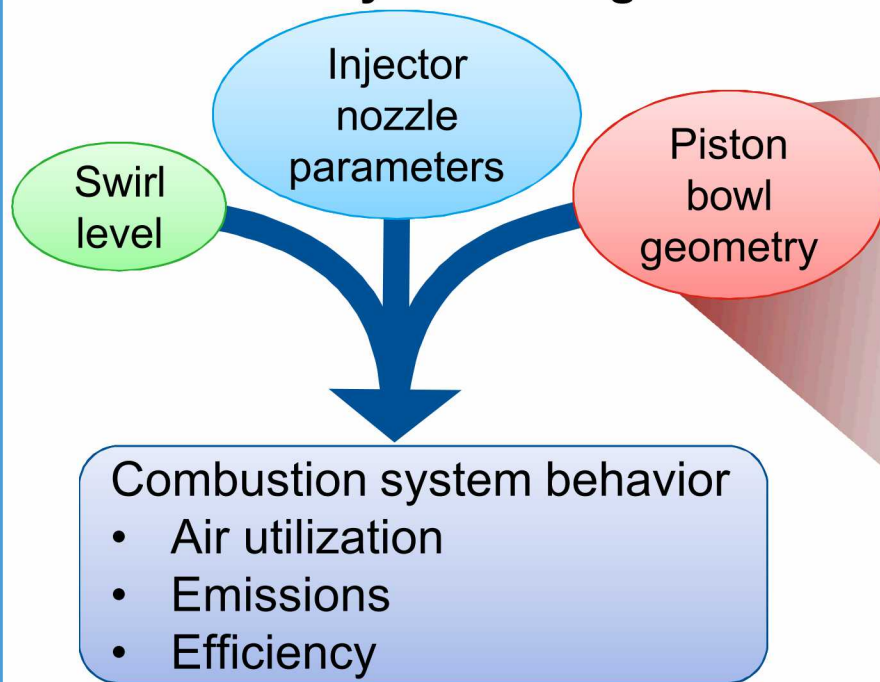 Injector
nozzle
parameters
Swirl
level
Piston
bowl
geometry
Combustion system behavior
• Air utilization
• Emissions
• Efficiency